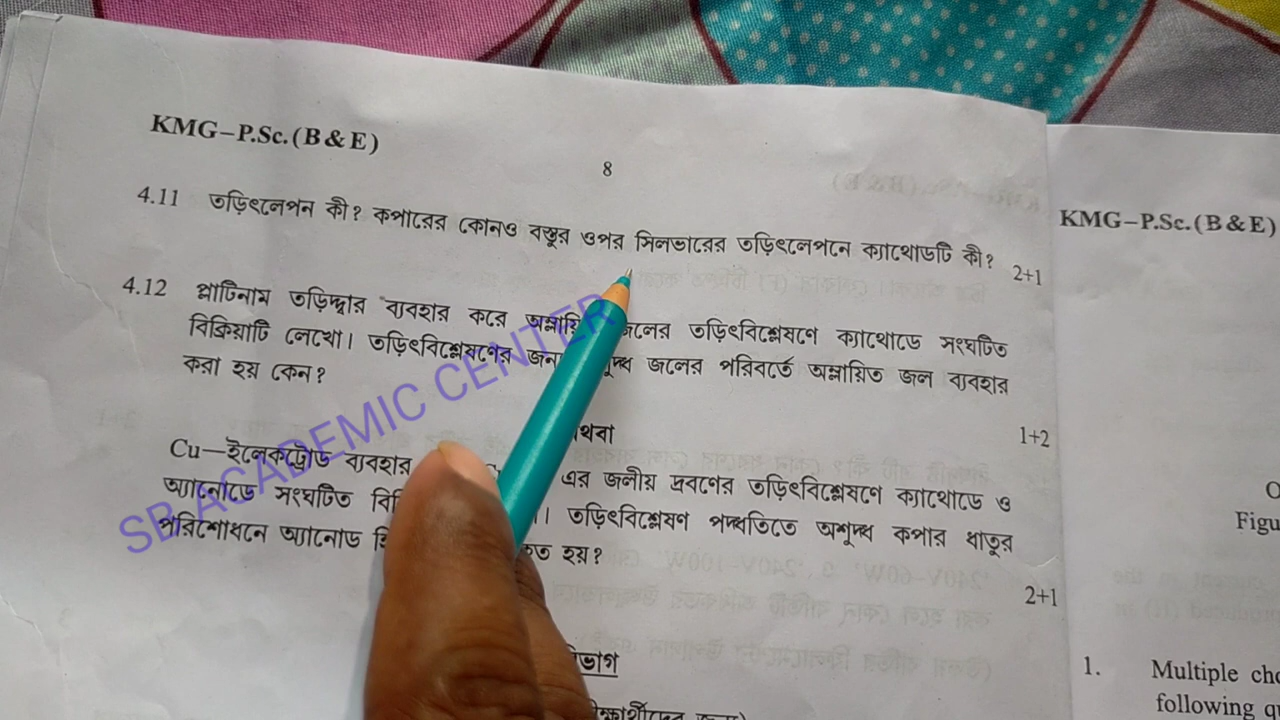 KMG–P.Sc.(B & E)
8
4.11 তড়িৎলেপন কী? কপারের কোনও বস্তুর ওপর সিলভারের তড়িৎলেপনে ক্যাথোডটি কী? 2+1
4.12 প্লাটিনাম তড়িদ্দ্বার ব্যবহার করে জলের তড়িৎবিশ্লেষণে ক্যাথোডে সংঘটিত
বিক্রিয়াটি লেখো। তড়িৎবিশ্লেষণের জলের পরিবর্তে অম্লায়িত জল ব্যবহার
করা হয় কেন?
1+2
Cu—ইলেকট্রোড ব্যবহার এর জলীয় দ্রবণের তড়িৎবিশ্লেষণে ক্যাথোডে ও
অ্যানোডে সংঘটিত তড়িৎবিশ্লেষণ পদ্ধতিতে অশুদ্ধ কপার ধাতুর
পরিশোধনে অ্যানোড হয়?
2+1
SB ACADEMIC CENTER
KMG–P.Sc.(B & E)
1. Multiple
following